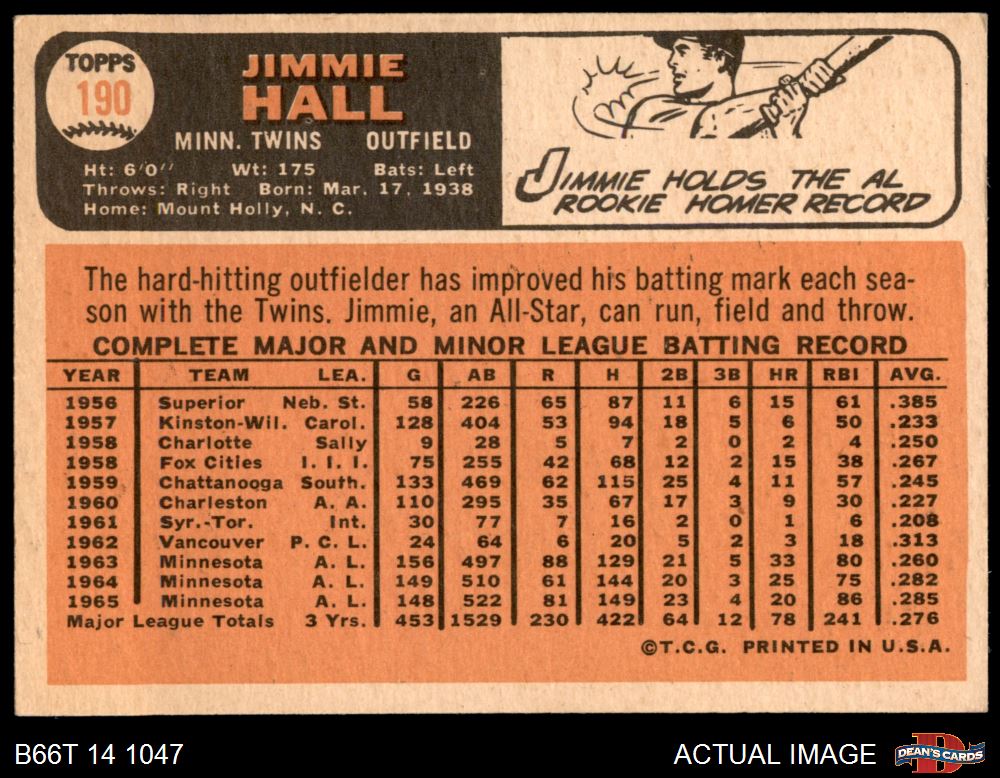 TOPPS
190
JIMMIE
HALL
MINN. TWINS OUTFIELD
Ht: 6'0" Wt: 175 Bats: Left
Throws: Right Born: Mar. 17, 1938
Home: Mount Holly, N. C.
JIMMIE HOLDS THE AL
ROOKIE HOMER RECORD
The hard-hitting outfielder has improved his batting mark each sea-
son with the Twins. Jimmie, an All-Star, can run, field and throw.
COMPLETE MAJOR AND MINOR LEAGUE BATTING RECORD
YEAR TEAM LEA. G AB R H 2B 3B HR RBI AVG.
1956 Superior Neb. St. 58 226 65 87 11 6 15 61 .385
1957 Kinston-Wil. Carol. 128 404 53 94 18 5 6 50 .233
1958 Charlotte Sally 9 28 5 7 2 0 2 4 .250
1958 Fox Cities I. I. I. 75 255 42 68 12 2 15 38 .267
1959 Chattanooga South. 133 469 62 115 25 4 11 57 .245
1960 Charleston A. A. 110 295 35 67 17 3 9 30 .227
1961 Syr.-Tor. Int. 30 77 7 16 2 0 1 6 .208
1962 Vancouver P. C. L. 24 64 6 20 5 2 3 18 .313
1963 Minnesota A. L. 156 497 88 129 21 5 33 80 .260
1964 Minnesota A. L. 149 510 61 144 20 3 25 75 .282
1965 Minnesota A. L. 148 522 81 149 23 4 20 86 .285
Major League Totals 3 Yrs. 453 1529 230 422 64 12 78 241 .276
©T.C.G. PRINTED IN U.S.A.
B66T 14 1047 ACTUAL IMAGE DEAN'S CARDS